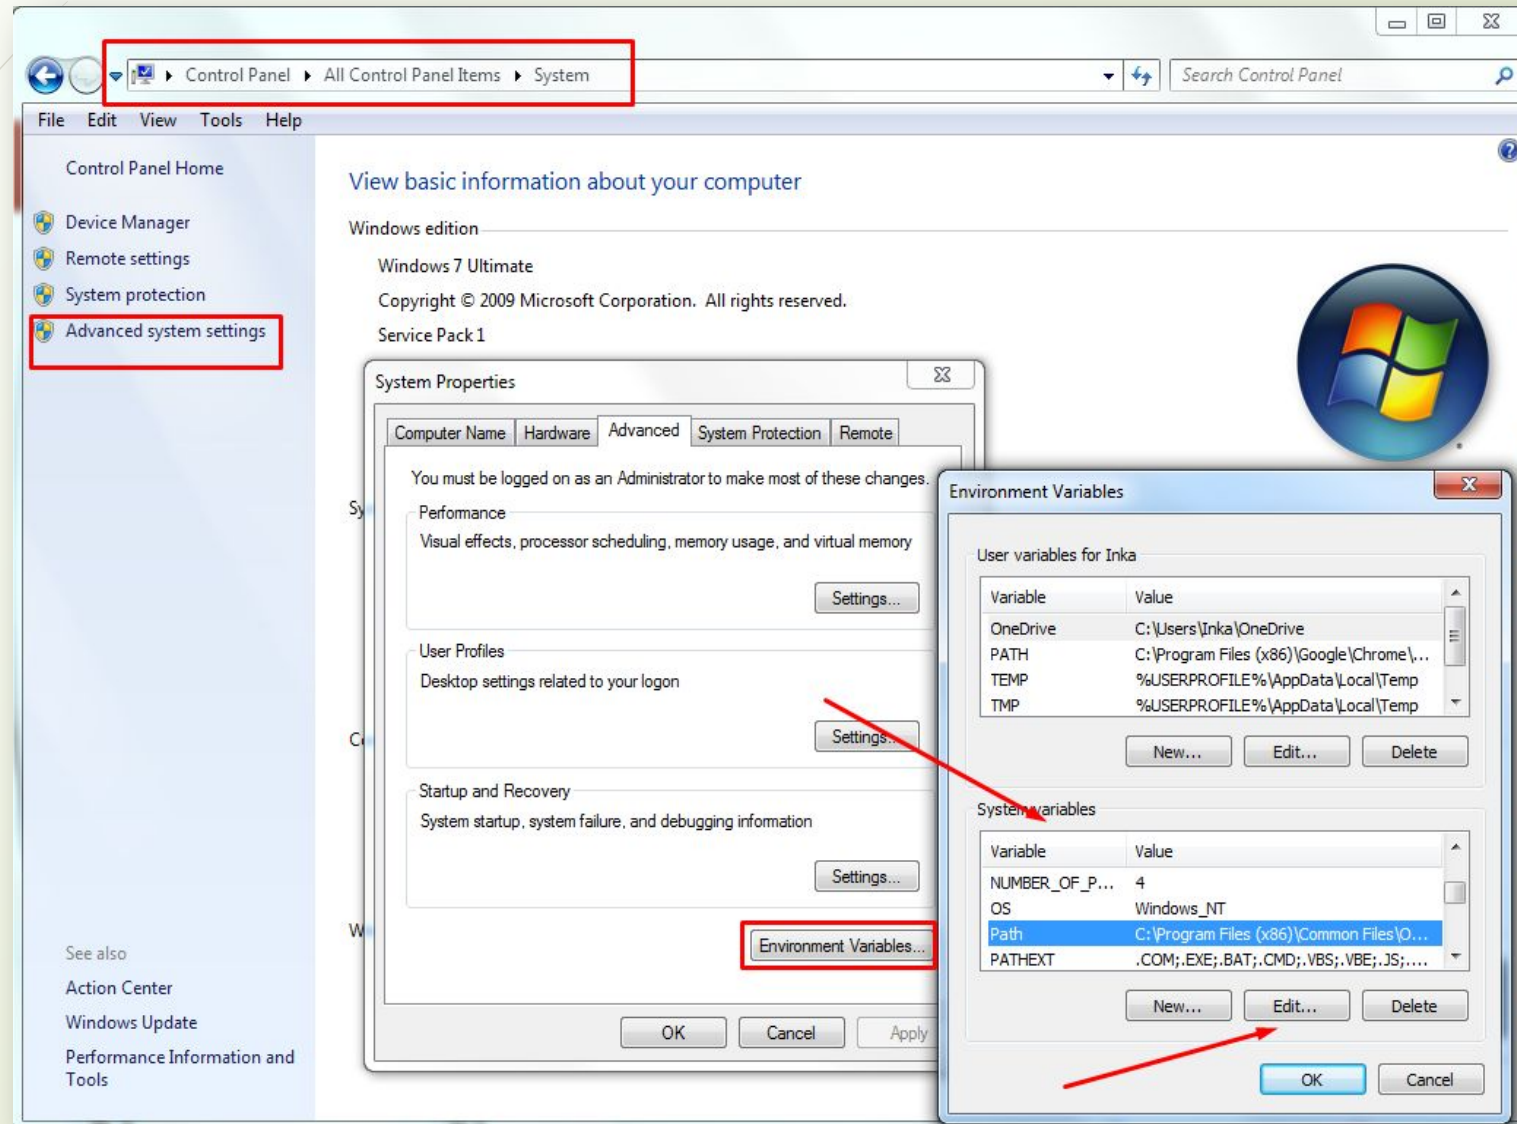 Control Panel ▸ All Control Panel Items ▸ System
Search Control Panel
File Edit View Tools Help
Control Panel Home
Device Manager
Remote settings
System protection
Advanced system settings
See also
Action Center
Windows Update
Performance Information and
Tools
View basic information about your computer
Windows edition
Windows 7 Ultimate
Copyright © 2009 Microsoft Corporation. All rights reserved.
Service Pack 1
Sy
C
W
System Properties
Computer Name Hardware Advanced System Protection Remote
You must be logged on as an Administrator to make most of these changes.
Performance
Visual effects, processor scheduling, memory usage, and virtual memory
Settings...
User Profiles
Desktop settings related to your logon
Settings...
Startup and Recovery
System startup, system failure, and debugging information
Settings...
Environment Variables...
OK Cancel Apply
Environment Variables
User variables for Inka
Variable Value
OneDrive C:\Users\Inka\OneDrive
PATH C:\Program Files (x86)\Google\Chrome\...
TEMP %USERPROFILE%\AppData\Local\Temp
TMP %USERPROFILE%\AppData\Local\Temp
New... Edit... Delete
System variables
Variable Value
NUMBER_OF_P... 4
OS Windows_NT
Path C:\Program Files (x86)\Common Files\O...
PATHEXT .COM;.EXE;.BAT;.CMD;.VBS;.VBE;.JS;....
New... Edit... Delete
OK Cancel